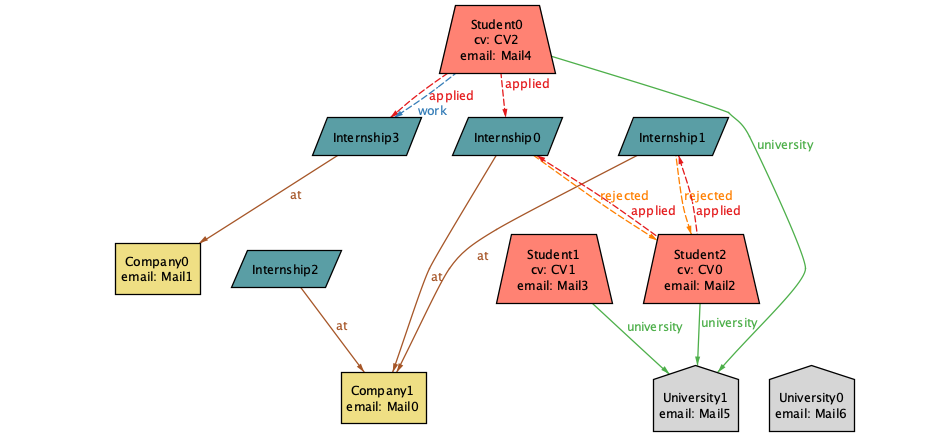 Student0
cv: CV2
email: Mail4
applied
applied
work
Internship3
Internship0
Internship1
university
at
rejected
rejected
applied
applied
Company0
email: Mail1
Internship2
at
at
Student1
cv: CV1
email: Mail3
Student2
cv: CV0
email: Mail2
at
university
university
Company1
email: Mail0
University1
email: Mail5
University0
email: Mail6